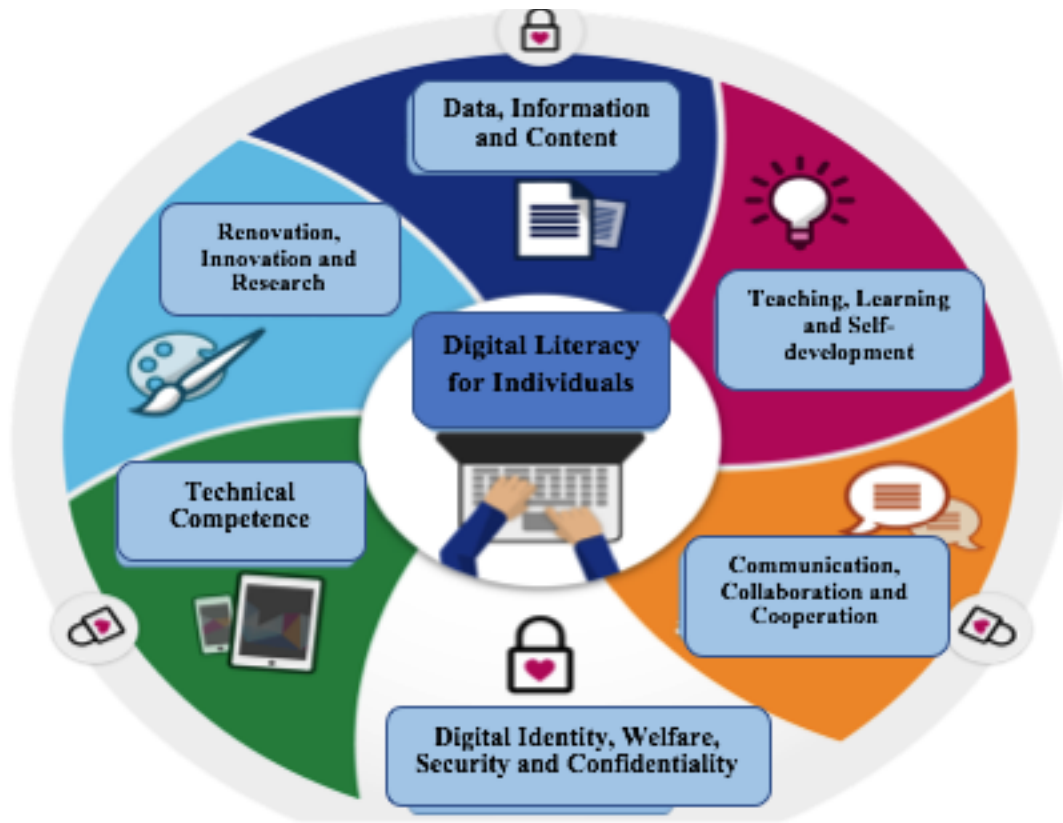 Data, Information
and Content
Renovation,
Innovation and
Research
Teaching, Learning
and Self-
development
Digital Literacy
for Individuals
Technical
Competence
Communication,
Collaboration and
Cooperation
Digital Identity, Welfare,
Security and Confidentiality